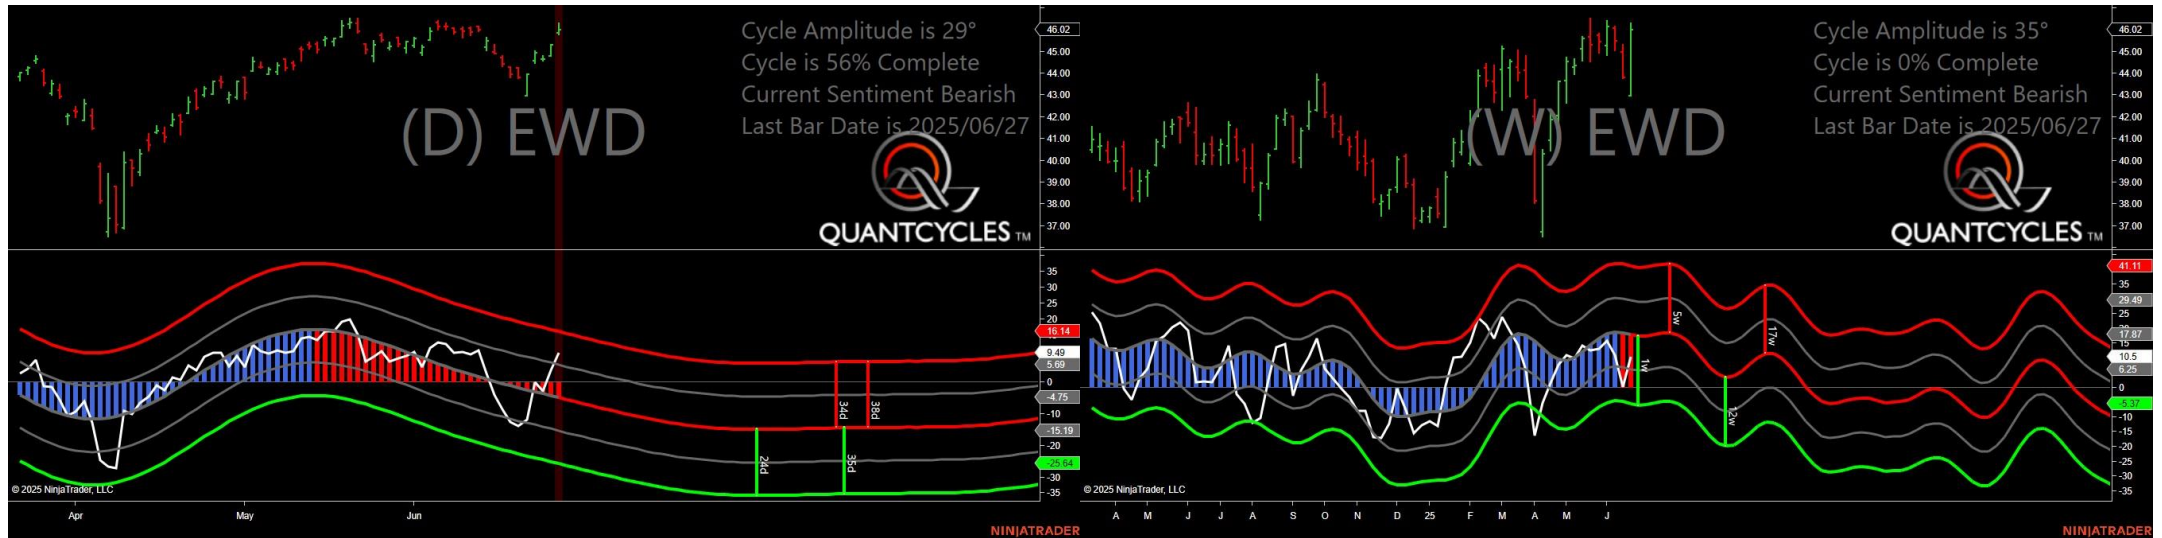 Cycle Amplitude is 29°
Cycle is 56% Complete
Current Sentiment Bearish
Last Bar Date is 2025/06/27
(D) EWD
QUANTCYCLES TM
46.02
45.00
44.00
43.00
42.00
41.00
40.00
39.00
38.00
37.00
35
30
25
20
16.14
9.49
5.69
0
-4.75
-10
-15.19
-20
-25.64
-30
-35
24d
34d
35d
38d
© 2025 NinjaTrader, LLC
Apr
May
Jun
NINJATRADER
Cycle Amplitude is 35°
Cycle is 0% Complete
Current Sentiment Bearish
Last Bar Date is 2025/06/27
(W) EWD
QUANTCYCLES TM
46.02
45.00
44.00
43.00
42.00
41.00
40.00
39.00
38.00
37.00
41.11
35
29.49
25
17.87
15
10.5
6.25
0
-5.37
-10
-15
-20
-25
-30
-35
1w
5w
12w
17w
© 2025 NinjaTrader, LLC
A M J J A S O N D 25 F M A M J
NINJATRADER